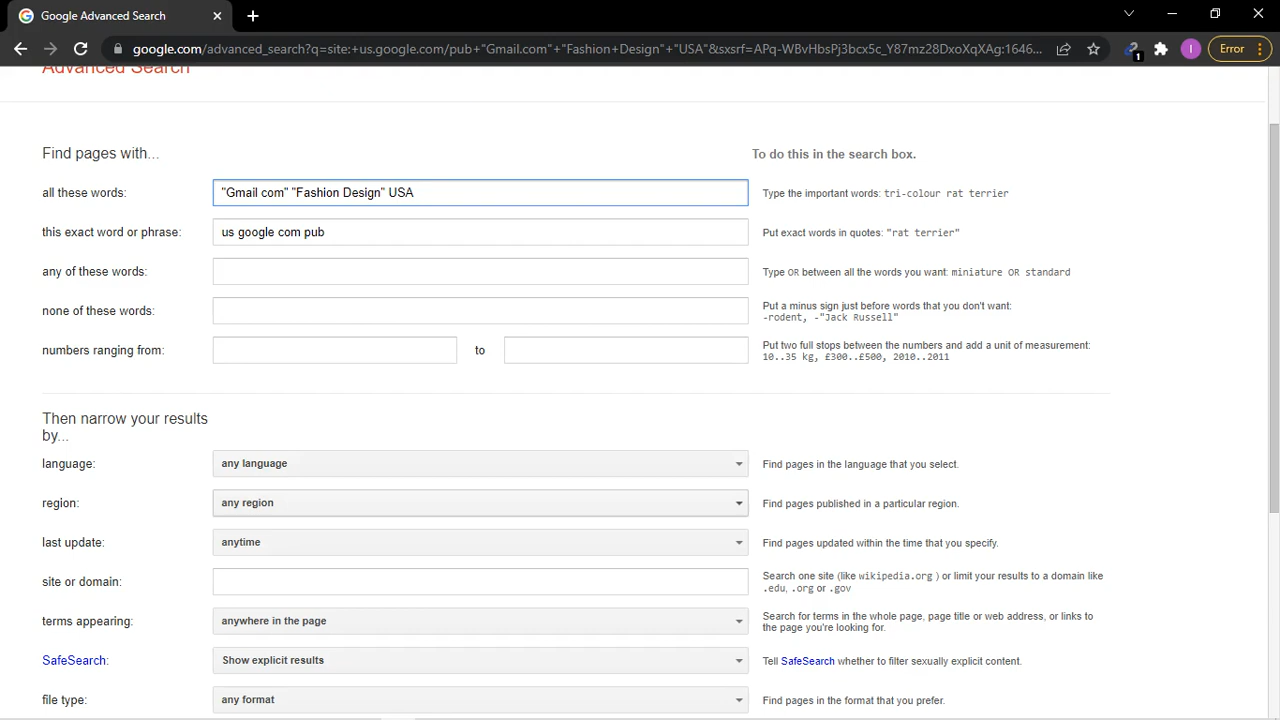 Google Advanced Search
google.com/advanced_search?q=site:+us.google.com/pub+"Gmail.com"+"Fashion+Design"+"USA"&sxsrf=APq-WBvHbsPj3bcx5c_Y87mz28DxoXqXAg:1646...
1
I
Error
Advanced Search
Find pages with...
To do this in the search box.
all these words:
"Gmail com" "Fashion Design" USA
Type the important words: tri-colour rat terrier
this exact word or phrase:
us google com pub
Put exact words in quotes: "rat terrier"
any of these words:
Type OR between all the words you want: miniature OR standard
none of these words:
Put a minus sign just before words that you don't want:
-rodent, -"Jack Russell"
numbers ranging from:
to
Put two full stops between the numbers and add a unit of measurement:
10..35 kg, £300..£500, 2010..2011
Then narrow your results
by...
language:
any language
Find pages in the language that you select.
region:
any region
Find pages published in a particular region.
last update:
anytime
Find pages updated within the time that you specify.
site or domain:
Search one site (like wikipedia.org ) or limit your results to a domain like
.edu, .org or .gov
terms appearing:
anywhere in the page
Search for terms in the whole page, page title or web address, or links to
the page you're looking for.
SafeSearch:
Show explicit results
Tell SafeSearch whether to filter sexually explicit content.
file type:
any format
Find pages in the format that you prefer.